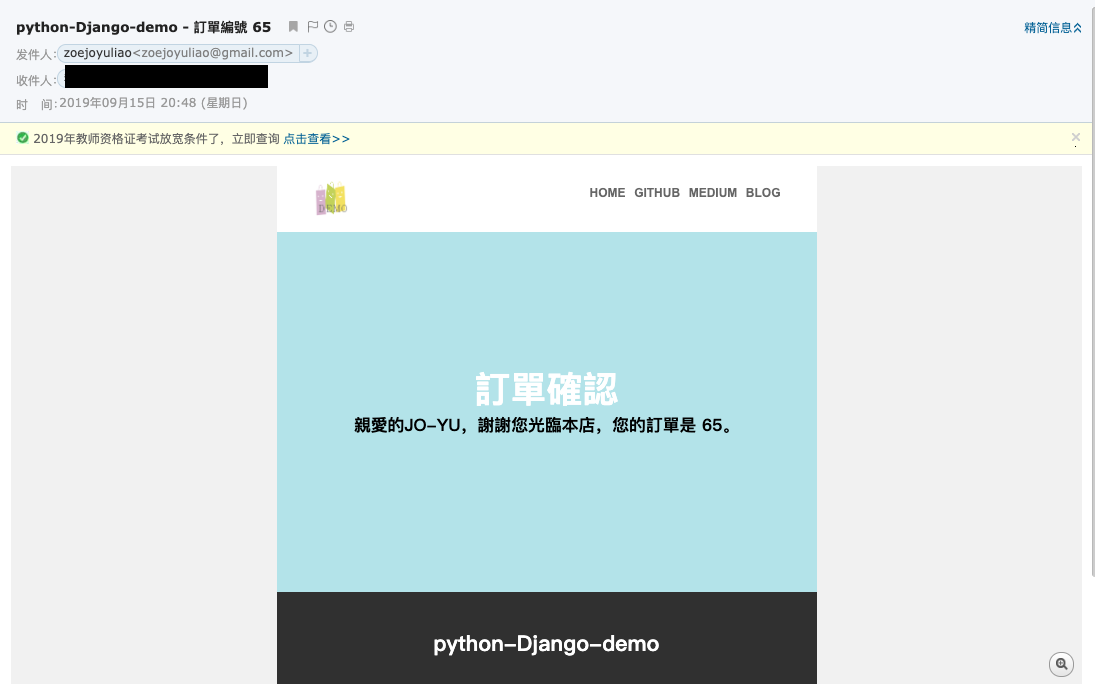 python-Django-demo - 訂單編號 65
精简信息
发件人: zoejoyuliao<zoejoyuliao@gmail.com> +
收件人:
时 间: 2019年09月15日 20:48 (星期日)
2019年教师资格证考试放宽条件了，立即查询 点击查看>>
DEMO
HOME GITHUB MEDIUM BLOG
訂單確認
親愛的JO-YU，謝謝您光臨本店，您的訂單是 65。
python-Django-demo